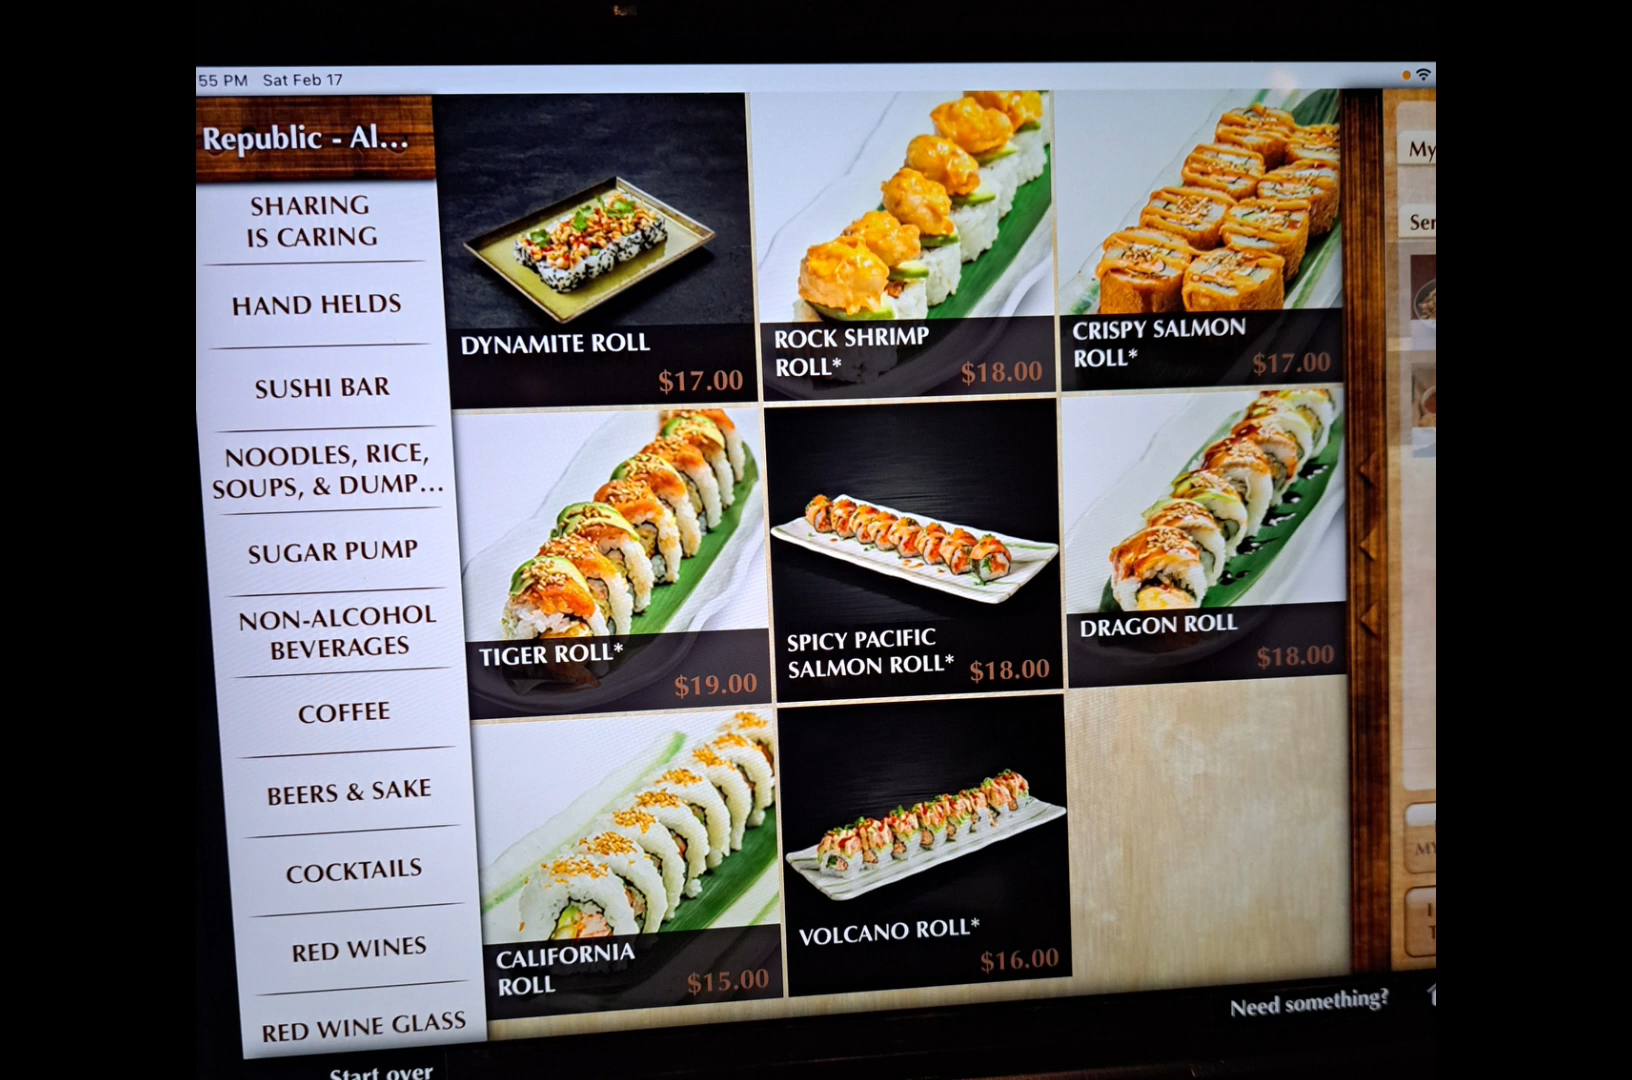 55 PM Sat Feb 17
Republic - Al...
SHARING
IS CARING
HAND HELDS
SUSHI BAR
NOODLES, RICE,
SOUPS, & DUMP...
SUGAR PUMP
NON-ALCOHOL
BEVERAGES
COFFEE
BEERS & SAKE
COCKTAILS
RED WINES
RED WINE GLASS
Start over
DYNAMITE ROLL
$17.00
ROCK SHRIMP
ROLL*
$18.00
CRISPY SALMON
ROLL*
$17.00
TIGER ROLL*
$19.00
SPICY PACIFIC
SALMON ROLL*
$18.00
DRAGON ROLL
$18.00
CALIFORNIA
ROLL
$15.00
VOLCANO ROLL*
$16.00
My
Ser
MY
Need something?